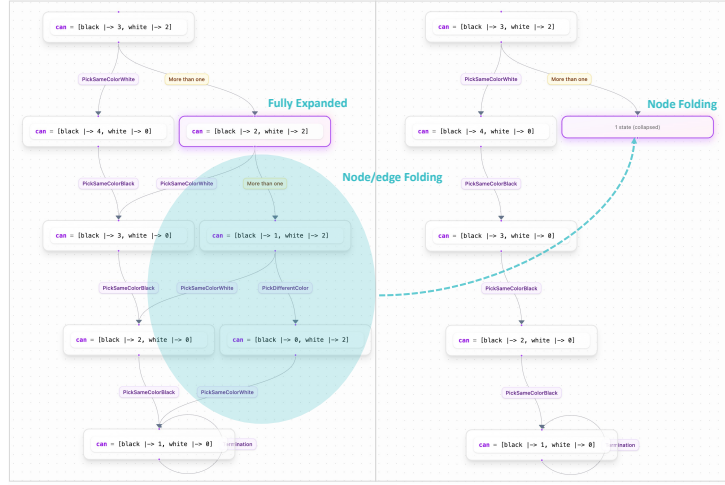 can = [black |–> 3, white |–> 2]
PickSameColorWhite
More than one
Fully Expanded
can = [black |–> 4, white |–> 0]
can = [black |–> 2, white |–> 2]
Node/edge Folding
PickSameColorBlack
PickSameColorWhite
More than one
can = [black |–> 3, white |–> 0]
can = [black |–> 1, white |–> 2]
PickSameColorBlack
PickSameColorWhite
PickDifferentColor
can = [black |–> 2, white |–> 0]
can = [black |–> 0, white |–> 2]
PickSameColorBlack
PickSameColorWhite
can = [black |–> 1, white |–> 0]
mination
can = [black |–> 3, white |–> 2]
PickSameColorWhite
More than one
Node Folding
can = [black |–> 4, white |–> 0]
1 state (collapsed)
PickSameColorBlack
can = [black |–> 3, white |–> 0]
PickSameColorBlack
can = [black |–> 2, white |–> 0]
PickSameColorBlack
can = [black |–> 1, white |–> 0]
mination